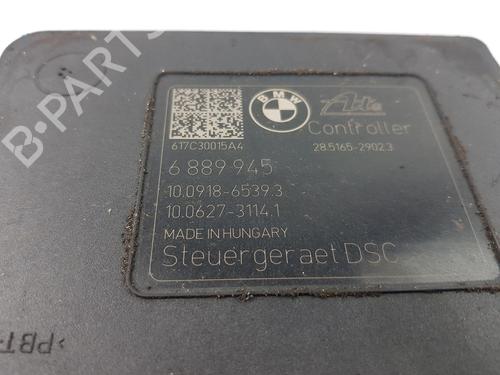 B-PARTS
BMW
Ate
617C30015A4
Controller
28.5165-2902.3
6 889 945
10.0918-6539.3
10.0627-3114.1
MADE IN HUNGARY
Steuergeraet DSC
>PBT-